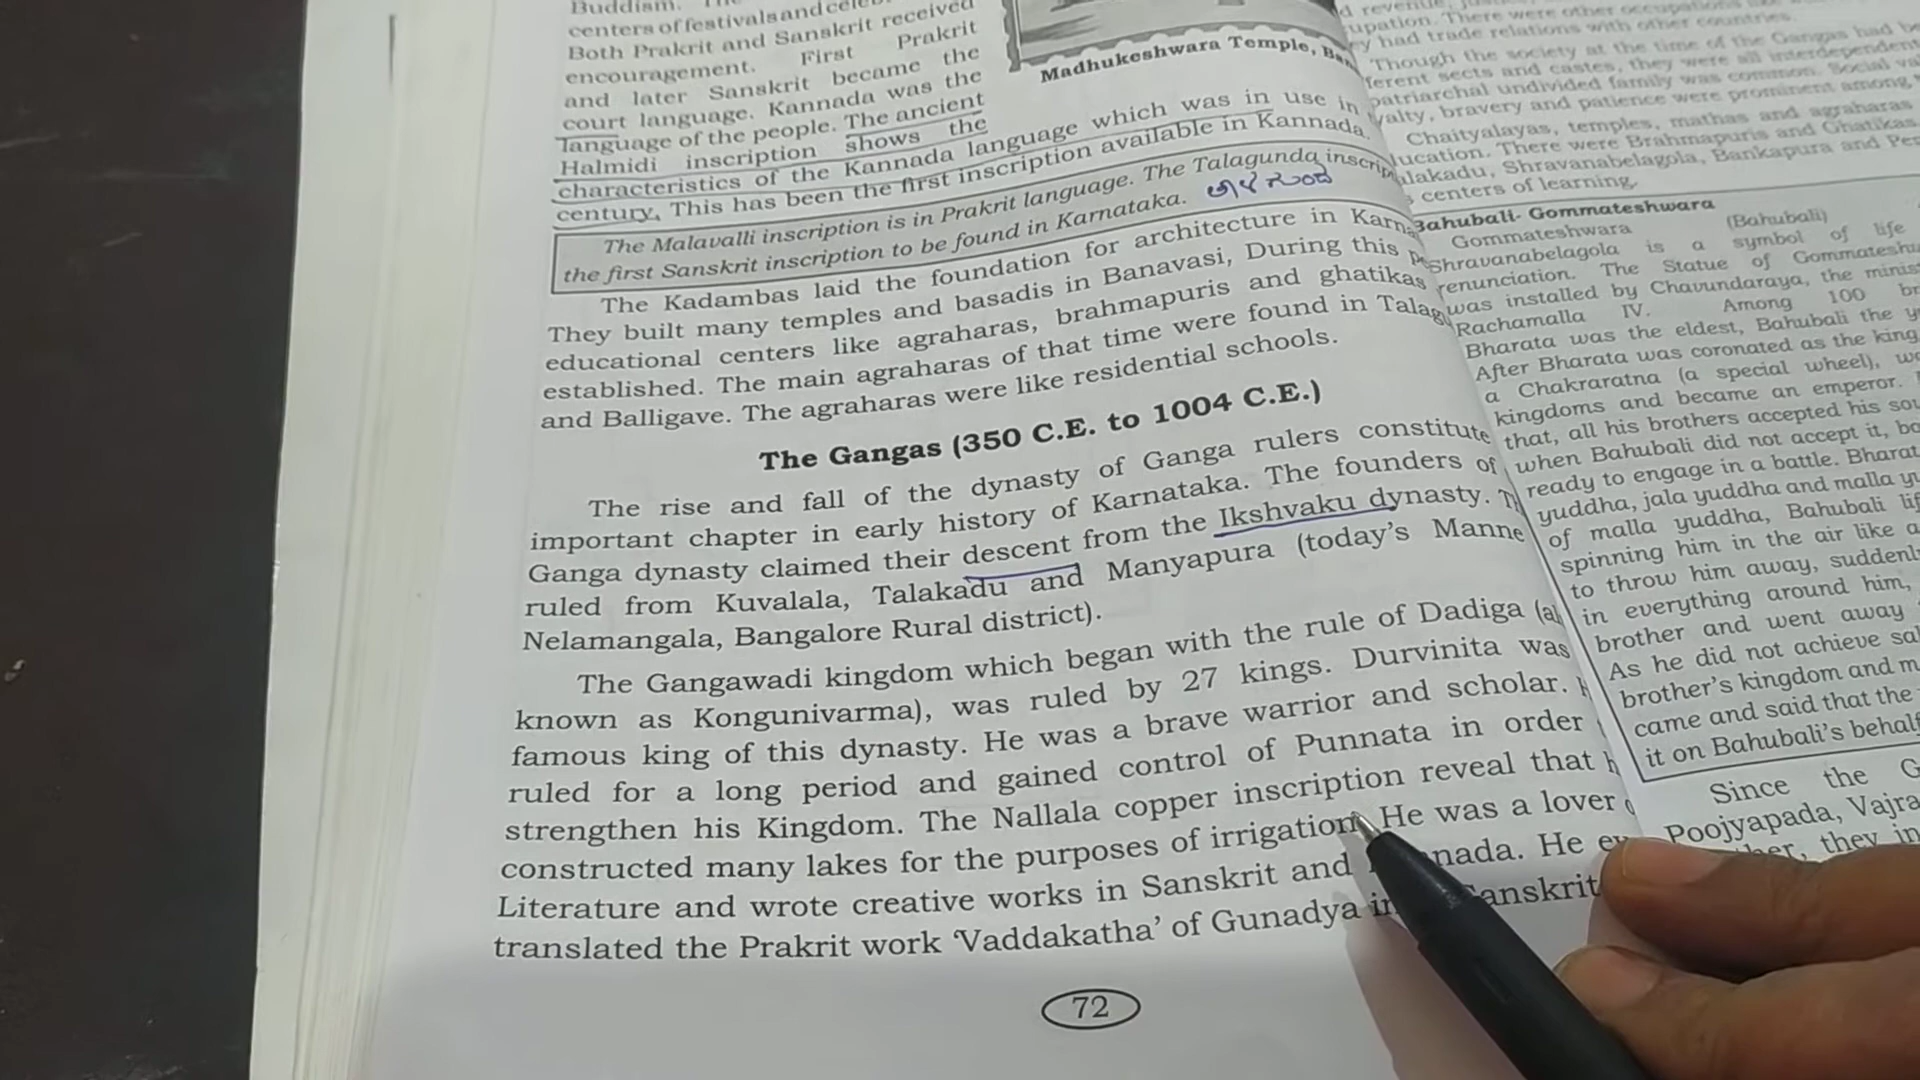 Buddhism.
centers of festivals and
Both Prakrit and Sanskrit received
encouragement. First Prakrit
and later Sanskrit became the
court language. Kannada was the
language of the people. The ancient
Halmidi inscription shows the
characteristics of the Kannada language which was in use in
century. This has been the first inscription available in Kannada.
Madhukeshwara Temple,
The Malavalli inscription is in Prakrit language. The Talagunda
the first Sanskrit inscription to be found in Karnataka.
The Kadambas laid the foundation for architecture in
They built many temples and basadis in Banavasi, During this
educational centers like agraharas, brahmapuris and ghatikas
established. The main agraharas of that time were found in
and Balligave. The agraharas were like residential schools.
The Gangas (350 C.E. to 1004 C.E.)
The rise and fall of the dynasty of Ganga rulers constitute
important chapter in early history of Karnataka. The founders of
Ganga dynasty claimed their descent from the Ikshvaku dynasty.
ruled from Kuvalala, Talakadu and Manyapura (today's Manne
Nelamangala, Bangalore Rural district).
The Gangawadi kingdom which began with the rule of Dadiga
known as Kongunivarma), was ruled by 27 kings. Durvinita was
famous king of this dynasty. He was a brave warrior and scholar.
ruled for a long period and gained control of Punnata in order
strengthen his Kingdom. The Nallala copper inscription reveal that
constructed many lakes for the purposes of irrigation. He was a lover
Literature and wrote creative works in Sanskrit and He
translated the Prakrit work 'Vaddakatha' of Gunadya
72
revenue,
There were other occupations
had trade relations with other countries.
Though the society at the time of the Gangas had
sects and castes, they were all interdependent
patriarchal undivided family was common. Social
bravery and patience were prominent among
Chaityalayas, temples, mathas and agraharas
There were Brahmapuris and Ghatikas
Shravanabelagola, Bankapura and
centers of learning.
Bahubali- Gommateshwara
Gommateshwara (Bahubali)
Shravanabelagola is a symbol of life
renunciation. The Statue of
was installed by Chavundaraya, the
Rachamalla IV. Among 100
Bharata was the eldest, Bahubali the
After Bharata was coronated as the king,
a Chakraratna (a special wheel),
kingdoms and became an emperor.
that, all his brothers accepted his
when Bahubali did not accept it,
ready to engage in a battle.
yuddha, jala yuddha and malla
of malla yuddha, Bahubali
spinning him in the air like a
to throw him away,
in everything around him,
brother and went away
As he did not achieve
brother's kingdom and
came and said that the
it on Bahubali's behalf
Since the
Poojyapada,
they in